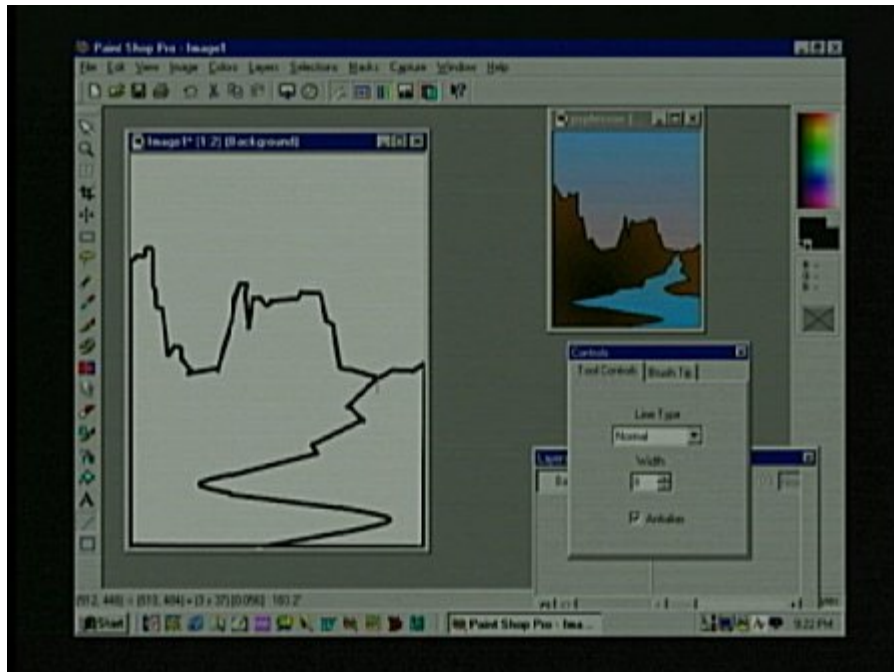 Paint Shop Pro - Image1
File Edit View Image Colors Layers Selections Masks Capture Window Help
Image1* [1:2] (Background)
Controls
Tool Controls Brush Tip
Line Type
Normal
Width
Antialias
Start
Paint Shop Pro - Ima...
9:22 PM